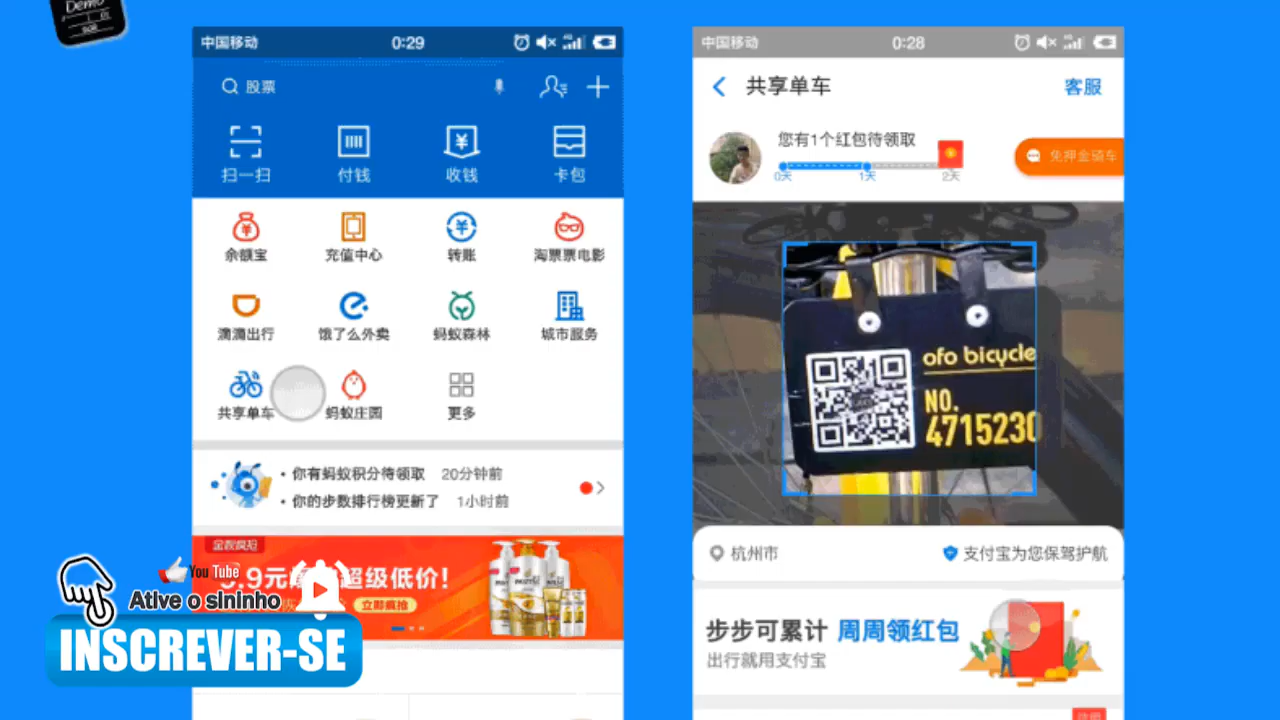 Demo
中国移动 0:29
股票
扫一扫 付钱 收钱 卡包
余额宝 充值中心 转账 淘票票电影
滴滴出行 饿了么外卖 蚂蚁森林 城市服务
共享单车 蚂蚁庄园 更多
• 你有蚂蚁积分待领取 20分钟前
• 你的步数排行榜更新了 1小时前
超级低价!
立即疯抢
You Tube
Ative o sininho
INSCREVER-SE
中国移动 0:28
共享单车 客服
您有1个红包待领取
0天 1天 2天
免押金骑车
ofo bicycle
NO.
4715230
杭州市 支付宝为您保驾护航
步步可累计 周周领红包
出行就用支付宝